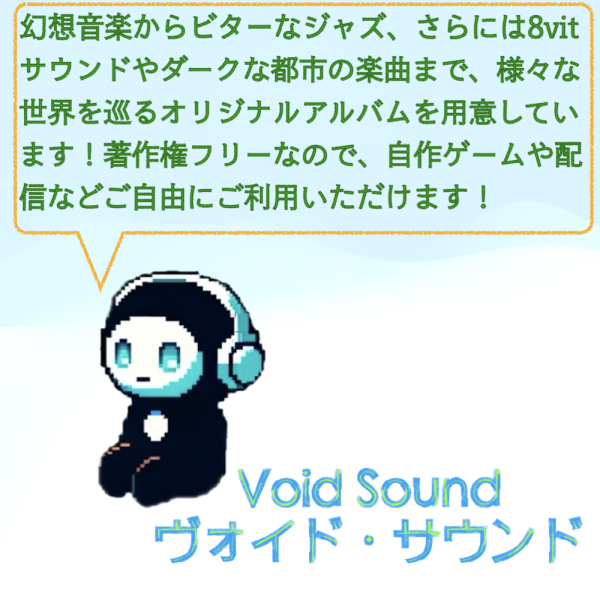 幻想音楽からビターなジャズ、さらには8vit
サウンドやダークな都市の楽曲まで、様々な
世界を巡るオリジナルアルバムを用意してい
ます！著作権フリーなので、自作ゲームや配
信などご自由にご利用いただけます！
Void Sound
ヴォイド・サウンド